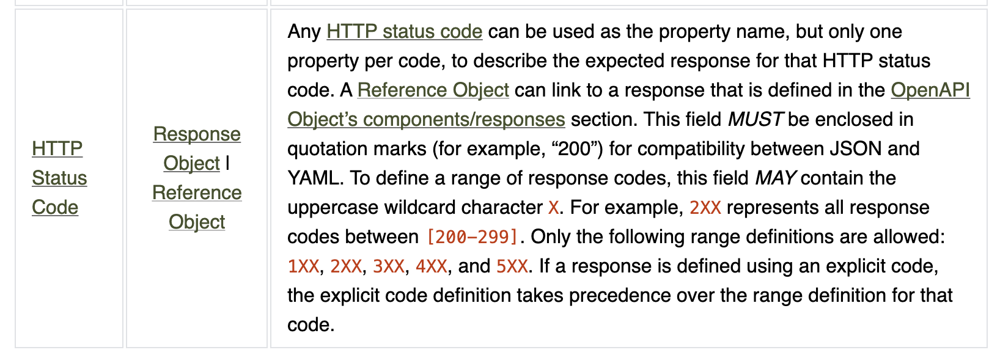 HTTP
Status
Code
Response
Object |
Reference
Object
Any HTTP status code can be used as the property name, but only one
property per code, to describe the expected response for that HTTP status
code. A Reference Object can link to a response that is defined in the OpenAPI
Object’s components/responses section. This field MUST be enclosed in
quotation marks (for example, “200”) for compatibility between JSON and
YAML. To define a range of response codes, this field MAY contain the
uppercase wildcard character X. For example, 2XX represents all response
codes between [200–299]. Only the following range definitions are allowed:
1XX, 2XX, 3XX, 4XX, and 5XX. If a response is defined using an explicit code,
the explicit code definition takes precedence over the range definition for that
code.